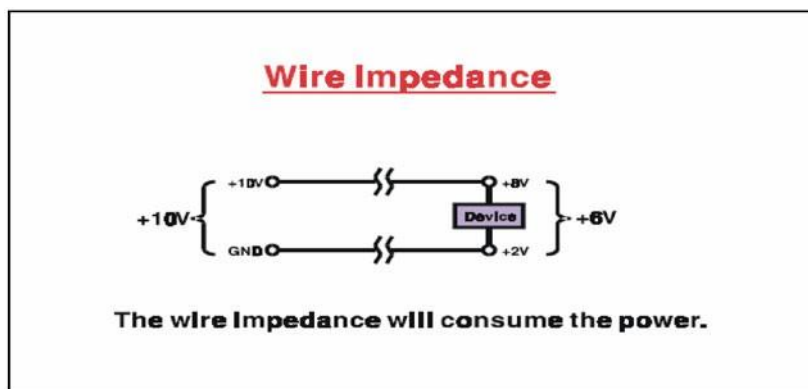 Wire Impedance
+10V
+8V
+10V
Device
+6V
GND
+2V
The wire Impedance will consume the power.